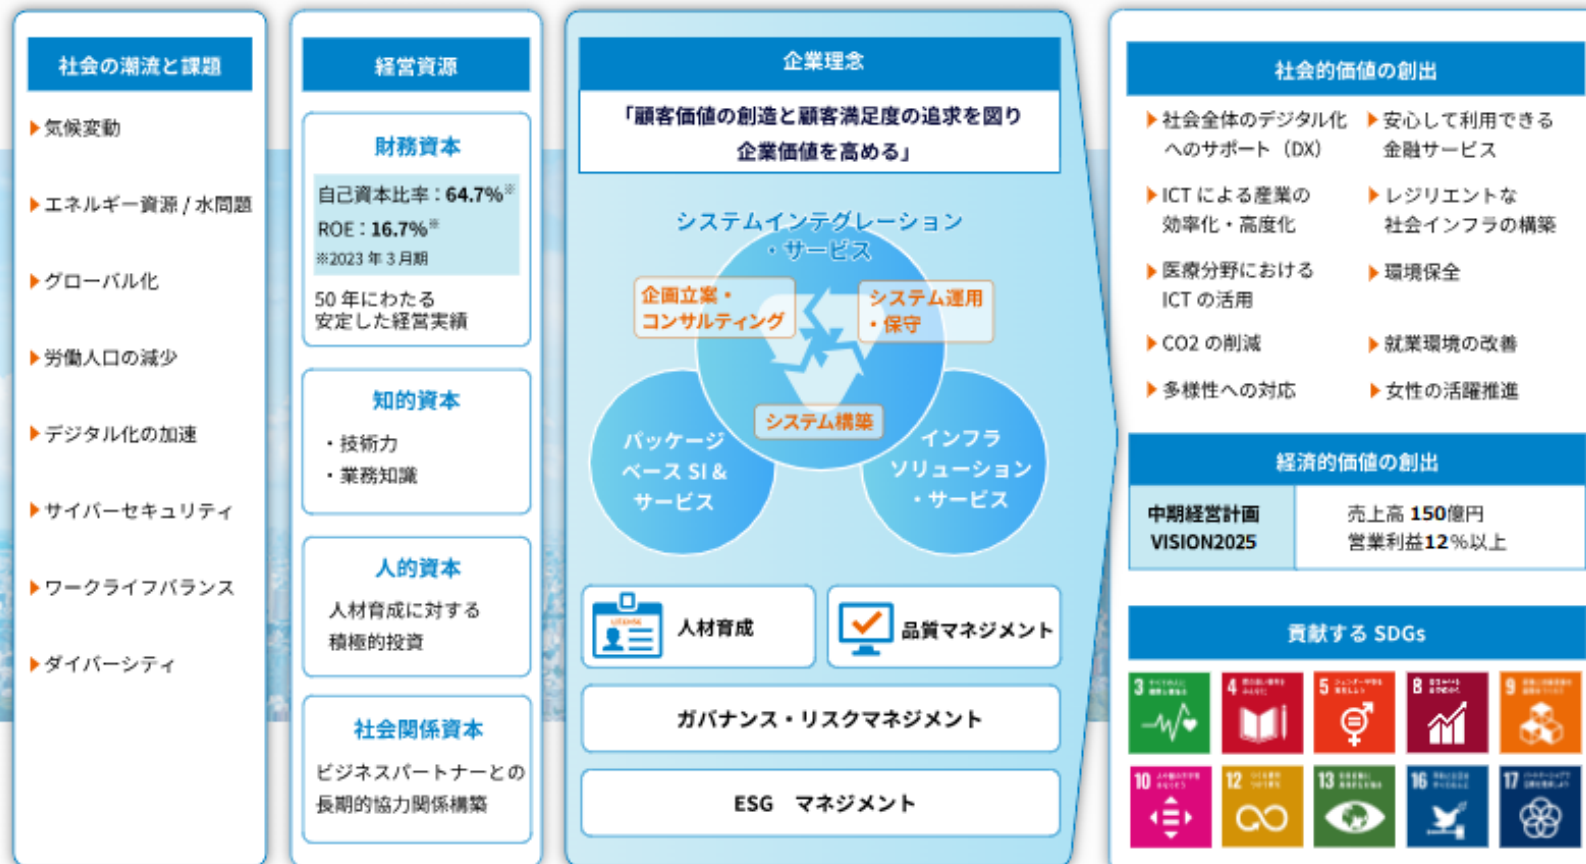 社会の潮流と課題
気候変動
エネルギー資源 / 水問題
グローバル化
労働人口の減少
デジタル化の加速
サイバーセキュリティ
ワークライフバランス
ダイバーシティ
経営資源
財務資本
自己資本比率：64.7%※
ROE：16.7%※
※2023 年 3 月期
50 年にわたる
安定した経営実績
知的資本
・技術力
・業務知識
人的資本
人材育成に対する
積極的投資
社会関係資本
ビジネスパートナーとの
長期的協力関係構築
企業理念
「顧客価値の創造と顧客満足度の追求を図り
企業価値を高める」
システムインテグレーション
・サービス
企画立案・
コンサルティング
システム運用
・保守
システム構築
パッケージ
ベース SI &
サービス
インフラ
ソリューション
・サービス
人材育成
品質マネジメント
ガバナンス・リスクマネジメント
ESG　マネジメント
社会的価値の創出
社会全体のデジタル化
へのサポート（DX）
ICT による産業の
効率化・高度化
医療分野における
ICT の活用
CO2 の削減
多様性への対応
安心して利用できる
金融サービス
レジリエントな
社会インフラの構築
環境保全
就業環境の改善
女性の活躍推進
経済的価値の創出
中期経営計画
VISION2025
売上高 150億円
営業利益12%以上
貢献する SDGs
3
4
5
8
9
10
12
13
16
17